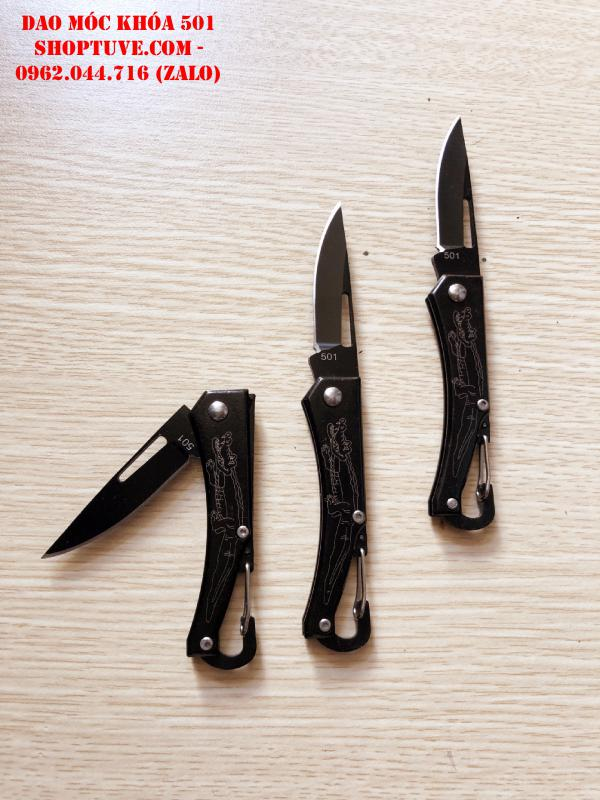 DAO MÓC KHÓA 501
SHOPTUVE.COM -
0962.044.716 (ZALO)
501
501
501